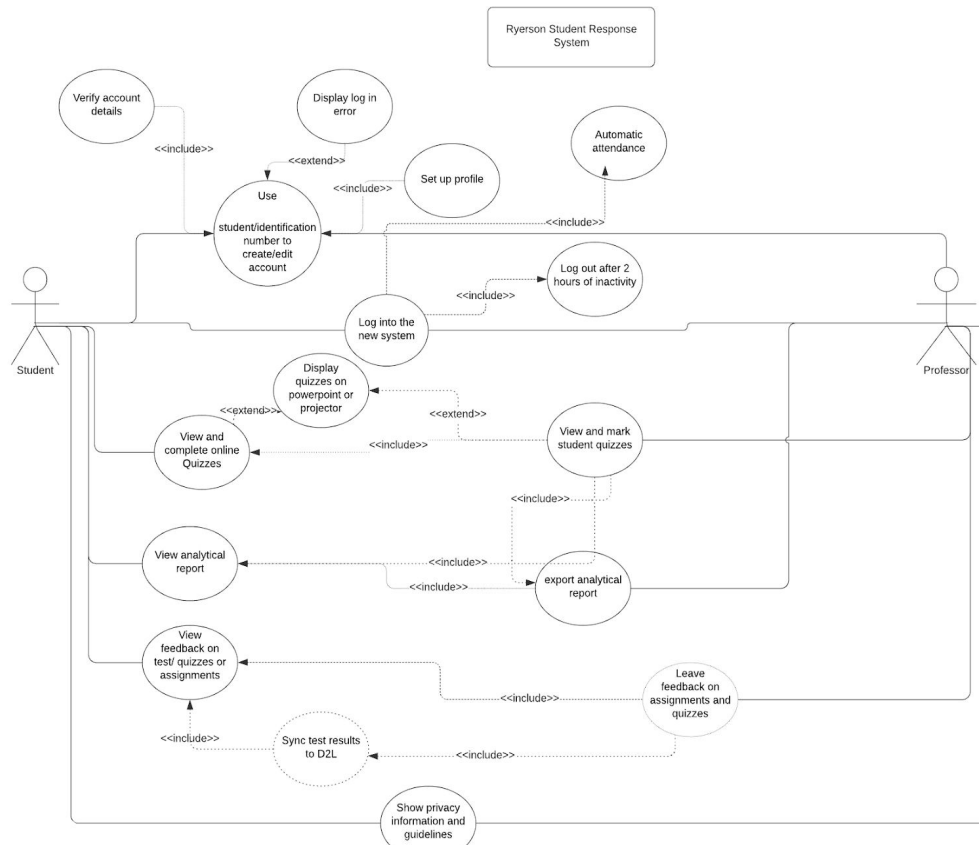 Ryerson Student Response
System
Verify account
details
Display log in
error
Automatic
attendance
<<include>>
<<extend>>
Set up profile
<<include>>
Use
student/identification
number to
create/edit
account
<<include>>
Log out after 2
hours of inactivity
<<include>>
Log into the
new system
Student
Professor
Display
quizzes on
powerpoint or
projector
<<extend>>
<<extend>>
View and
complete online
Quizzes
<<include>>
View and mark
student quizzes
<<include>>
View analytical
report
<<include>>
<<include>>
export analytical
report
View
feedback on
test/ quizzes or
assignments
<<include>>
Leave
feedback on
assignments and
quizzes
<<include>>
Sync test results
to D2L
<<include>>
Show privacy
information and
guidelines